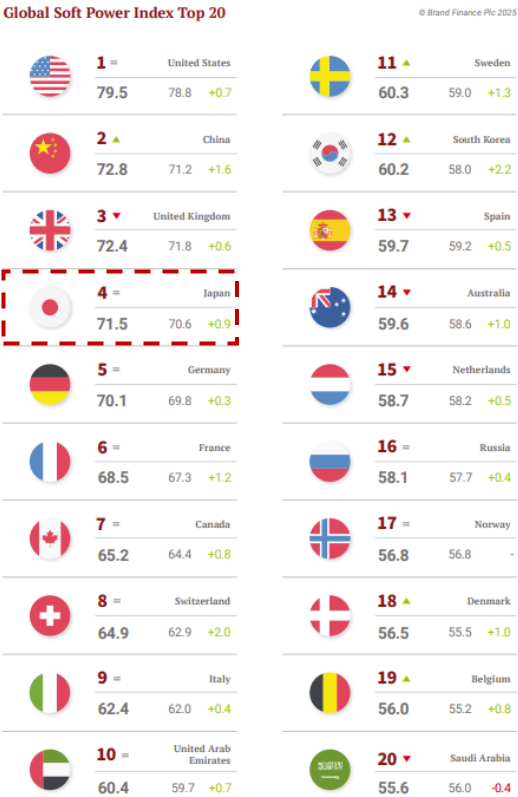 Global Soft Power Index Top 20
© Brand Finance Plc 2025
1 = United States
79.5 78.8 +0.7
2 ▲ China
72.8 71.2 +1.6
3 ▼ United Kingdom
72.4 71.8 +0.6
4 = Japan
71.5 70.6 +0.9
5 = Germany
70.1 69.8 +0.3
6 = France
68.5 67.3 +1.2
7 = Canada
65.2 64.4 +0.8
8 = Switzerland
64.9 62.9 +2.0
9 = Italy
62.4 62.0 +0.4
10 = United Arab
Emirates
60.4 59.7 +0.7
11 ▲ Sweden
60.3 59.0 +1.3
12 ▲ South Korea
60.2 58.0 +2.2
13 ▼ Spain
59.7 59.2 +0.5
14 ▼ Australia
59.6 58.6 +1.0
15 ▼ Netherlands
58.7 58.2 +0.5
16 = Russia
58.1 57.7 +0.4
17 = Norway
56.8 56.8 -
18 ▲ Denmark
56.5 55.5 +1.0
19 ▲ Belgium
56.0 55.2 +0.8
20 ▼ Saudi Arabia
55.6 56.0 -0.4